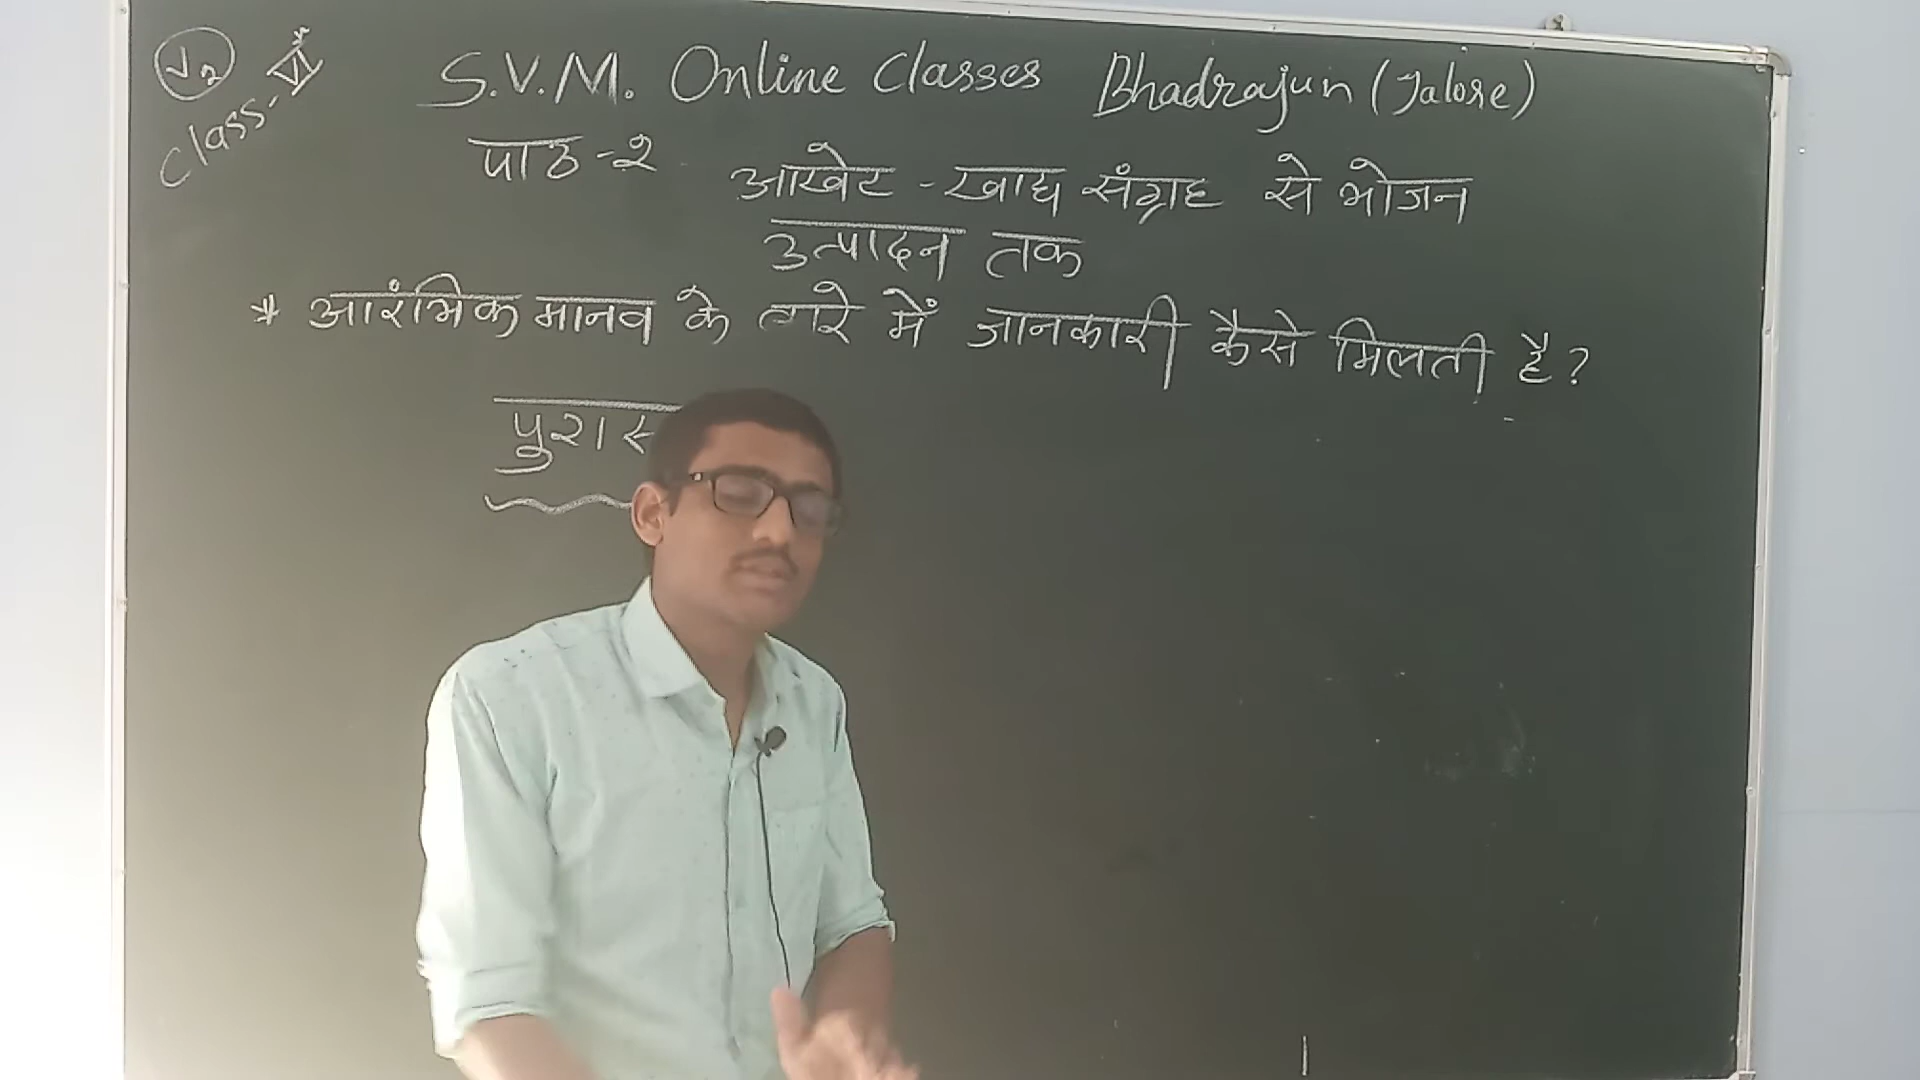 V2
Class-VI
S.V.M. Online Classes Bhadrajun (Jalore)
पाठ-2 आखेट-खाद्य संग्रह से भोजन
उत्पादन तक
* आरंभिक मानव के बारे में जानकारी कैसे मिलती है?